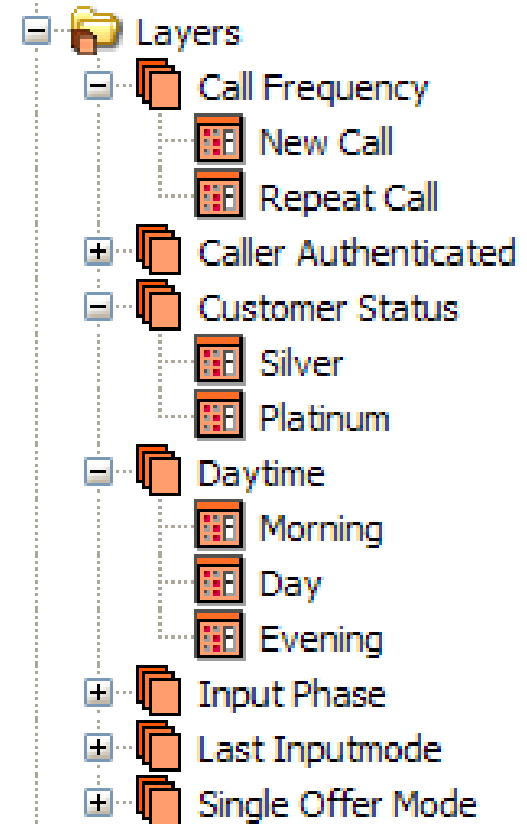 Layers
Call Frequency
New Call
Repeat Call
Caller Authenticated
Customer Status
Silver
Platinum
Daytime
Morning
Day
Evening
Input Phase
Last Inputmode
Single Offer Mode